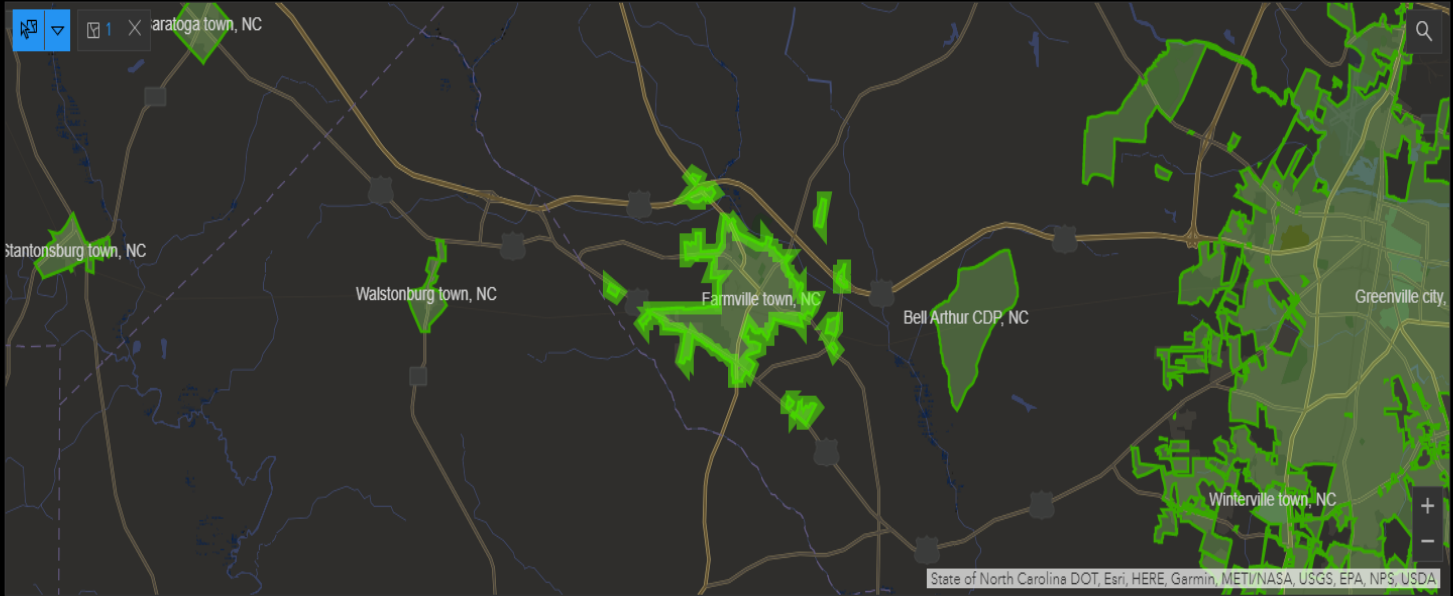 1
aratoga town, NC
Stantonsburg town, NC
Walstonburg town, NC
Farmville town, NC
Bell Arthur CDP, NC
Greenville city,
Winterville town, NC
+
−
State of North Carolina DOT, Esri, HERE, Garmin, METI/NASA, USGS, EPA, NPS, USDA